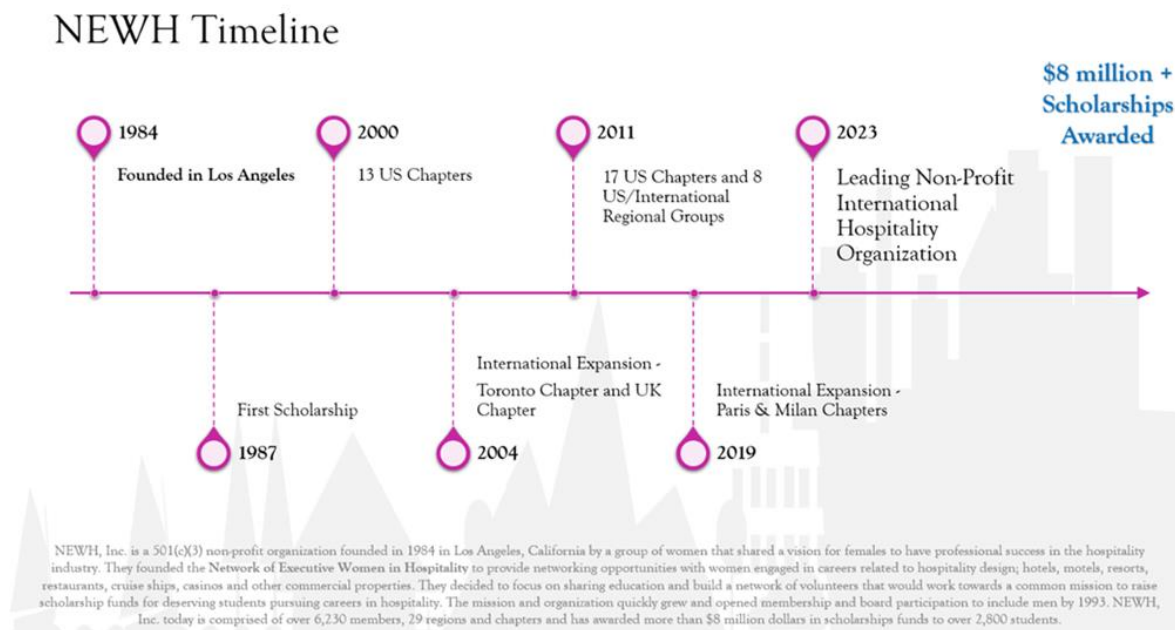 NEWH Timeline
$8 million +
Scholarships
Awarded
1984
Founded in Los Angeles
2000
13 US Chapters
2011
17 US Chapters and 8
US/International
Regional Groups
2023
Leading Non-Profit
International
Hospitality
Organization
First Scholarship
1987
International Expansion -
Toronto Chapter and UK
Chapter
2004
International Expansion -
Paris & Milan Chapters
2019
NEWH, Inc. is a 501(c)(3) non-profit organization founded in 1984 in Los Angeles, California by a group of women that shared a vision for females to have professional success in the hospitality
industry. They founded the Network of Executive Women in Hospitality to provide networking opportunities with women engaged in careers related to hospitality design; hotels, motels, resorts,
restaurants, cruise ships, casinos and other commercial properties. They decided to focus on sharing education and build a network of volunteers that would work towards a common mission to raise
scholarship funds for deserving students pursuing careers in hospitality. The mission and organization quickly grew and opened membership and board participation to include men by 1993. NEWH,
Inc. today is comprised of over 6,230 members, 29 regions and chapters and has awarded more than $8 million dollars in scholarships funds to over 2,800 students.